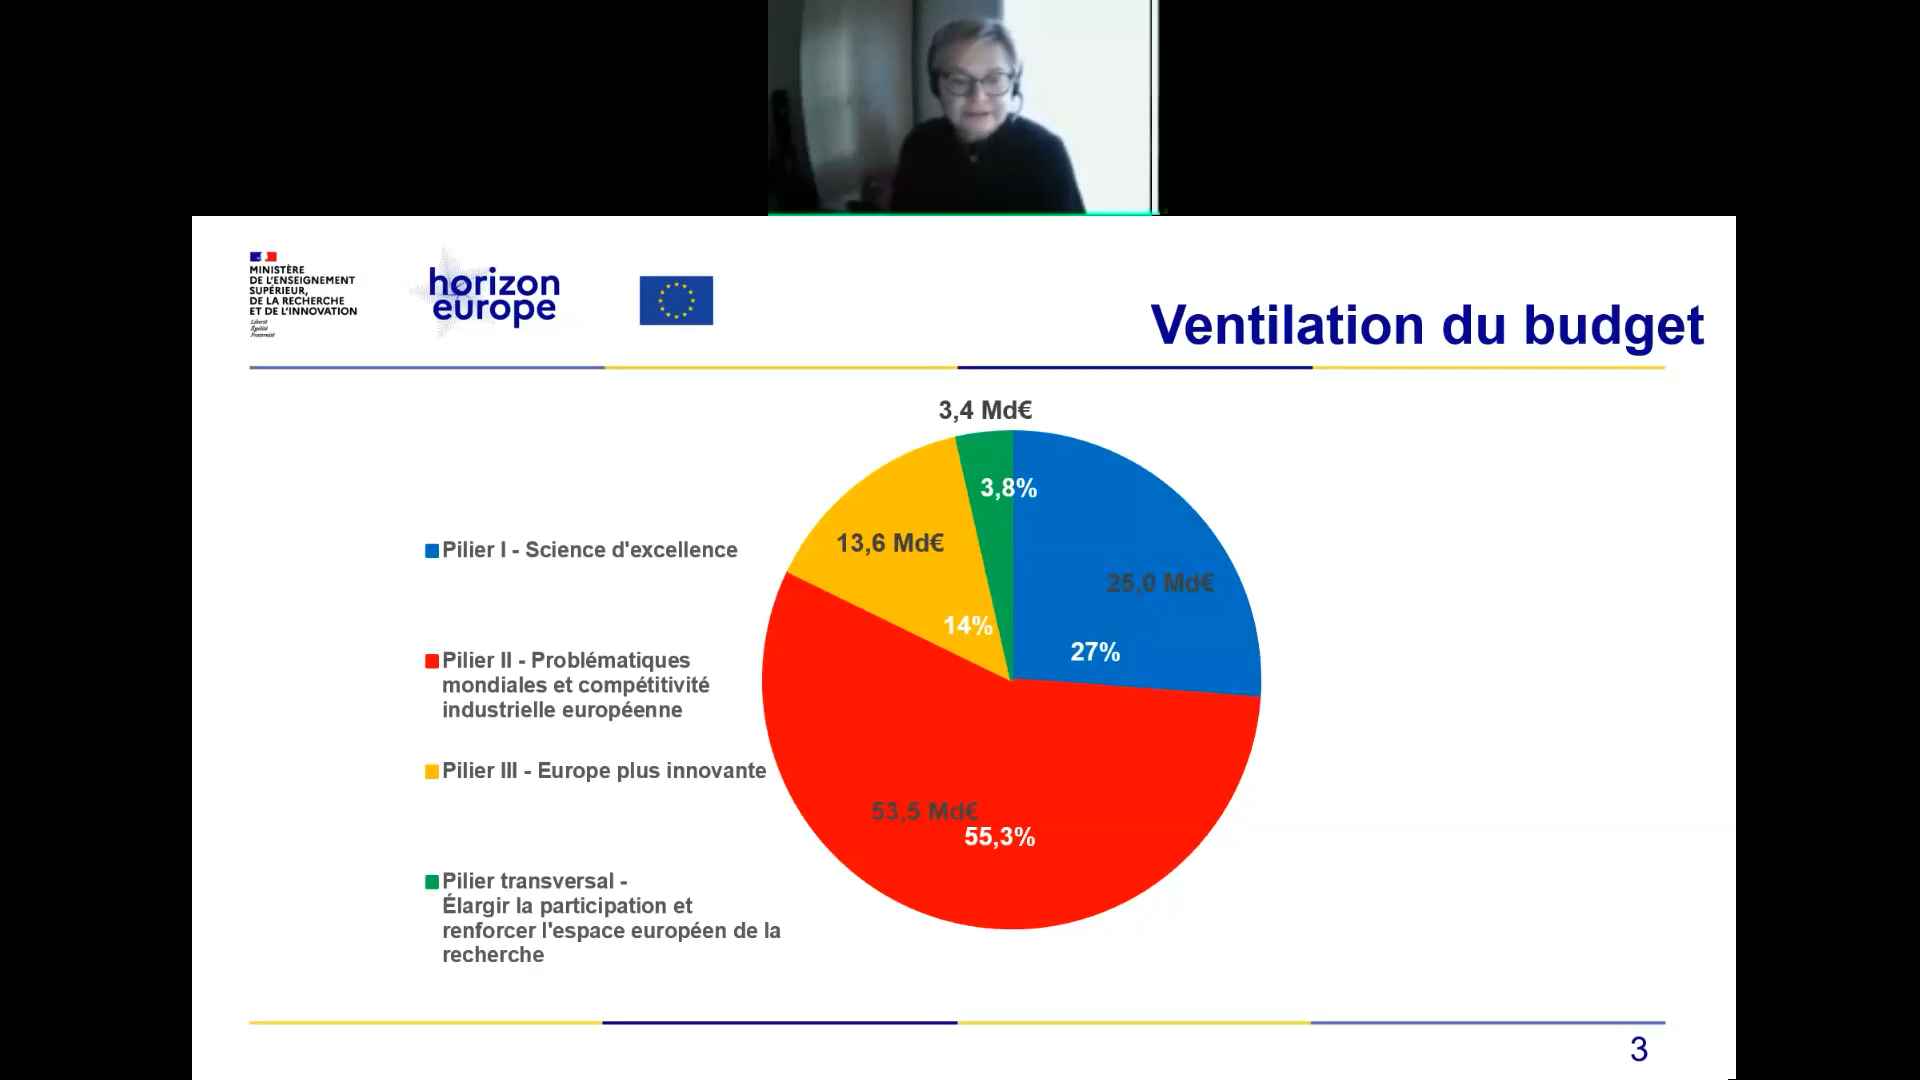 MINISTÈRE
DE L'ENSEIGNEMENT
SUPÉRIEUR,
DE LA RECHERCHE
ET DE L'INNOVATION
Liberté
Égalité
Fraternité
horizon
europe
Ventilation du budget
3,4 Md€
3,8%
13,6 Md€
14%
25,0 Md€
27%
53,5 Md€
55,3%
Pilier I - Science d'excellence
Pilier II - Problématiques
mondiales et compétitivité
industrielle européenne
Pilier III - Europe plus innovante
Pilier transversal -
Élargir la participation et
renforcer l'espace européen de la
recherche
3